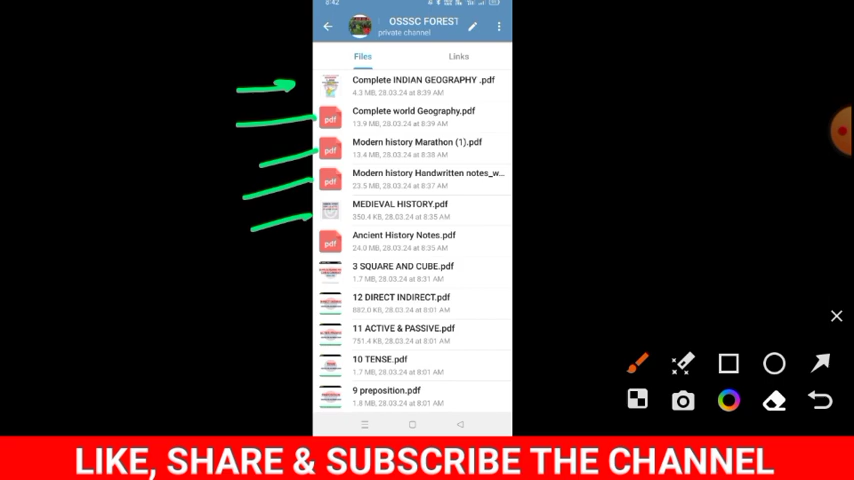 8:42
OSSSC FOREST
private channel
Files
Links
Complete INDIAN GEOGRAPHY .pdf
4.3 MB, 28.03.24 at 8:39 AM
Complete world Geography.pdf
13.9 MB, 28.03.24 at 8:39 AM
Modern history Marathon (1).pdf
13.4 MB, 28.03.24 at 8:38 AM
Modern history Handwritten notes_w...
23.5 MB, 28.03.24 at 8:37 AM
MEDIEVAL HISTORY.pdf
350.4 KB, 28.03.24 at 8:35 AM
Ancient History Notes.pdf
24.0 MB, 28.03.24 at 8:35 AM
3 SQUARE AND CUBE.pdf
1.7 MB, 28.03.24 at 8:31 AM
12 DIRECT INDIRECT.pdf
882.0 KB, 28.03.24 at 8:01 AM
11 ACTIVE & PASSIVE.pdf
751.4 KB, 28.03.24 at 8:01 AM
10 TENSE.pdf
1.7 MB, 28.03.24 at 8:01 AM
9 preposition.pdf
1.8 MB, 28.03.24 at 8:01 AM
pdf
pdf
pdf
pdf
LIKE, SHARE & SUBSCRIBE THE CHANNEL